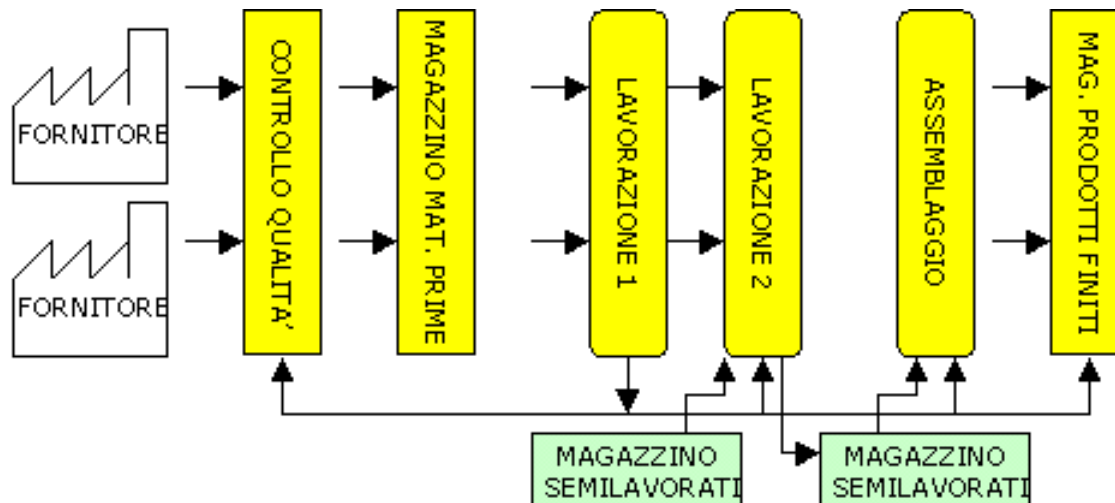 FORNITORE
FORNITORE
CONTROLLO QUALITA'
MAGAZZINO MAT. PRIME
LAVORAZIONE 1
LAVORAZIONE 2
ASSEMBLAGGIO
MAG. PRODOTTI FINITI
MAGAZZINO
SEMILAVORATI
MAGAZZINO
SEMILAVORATI